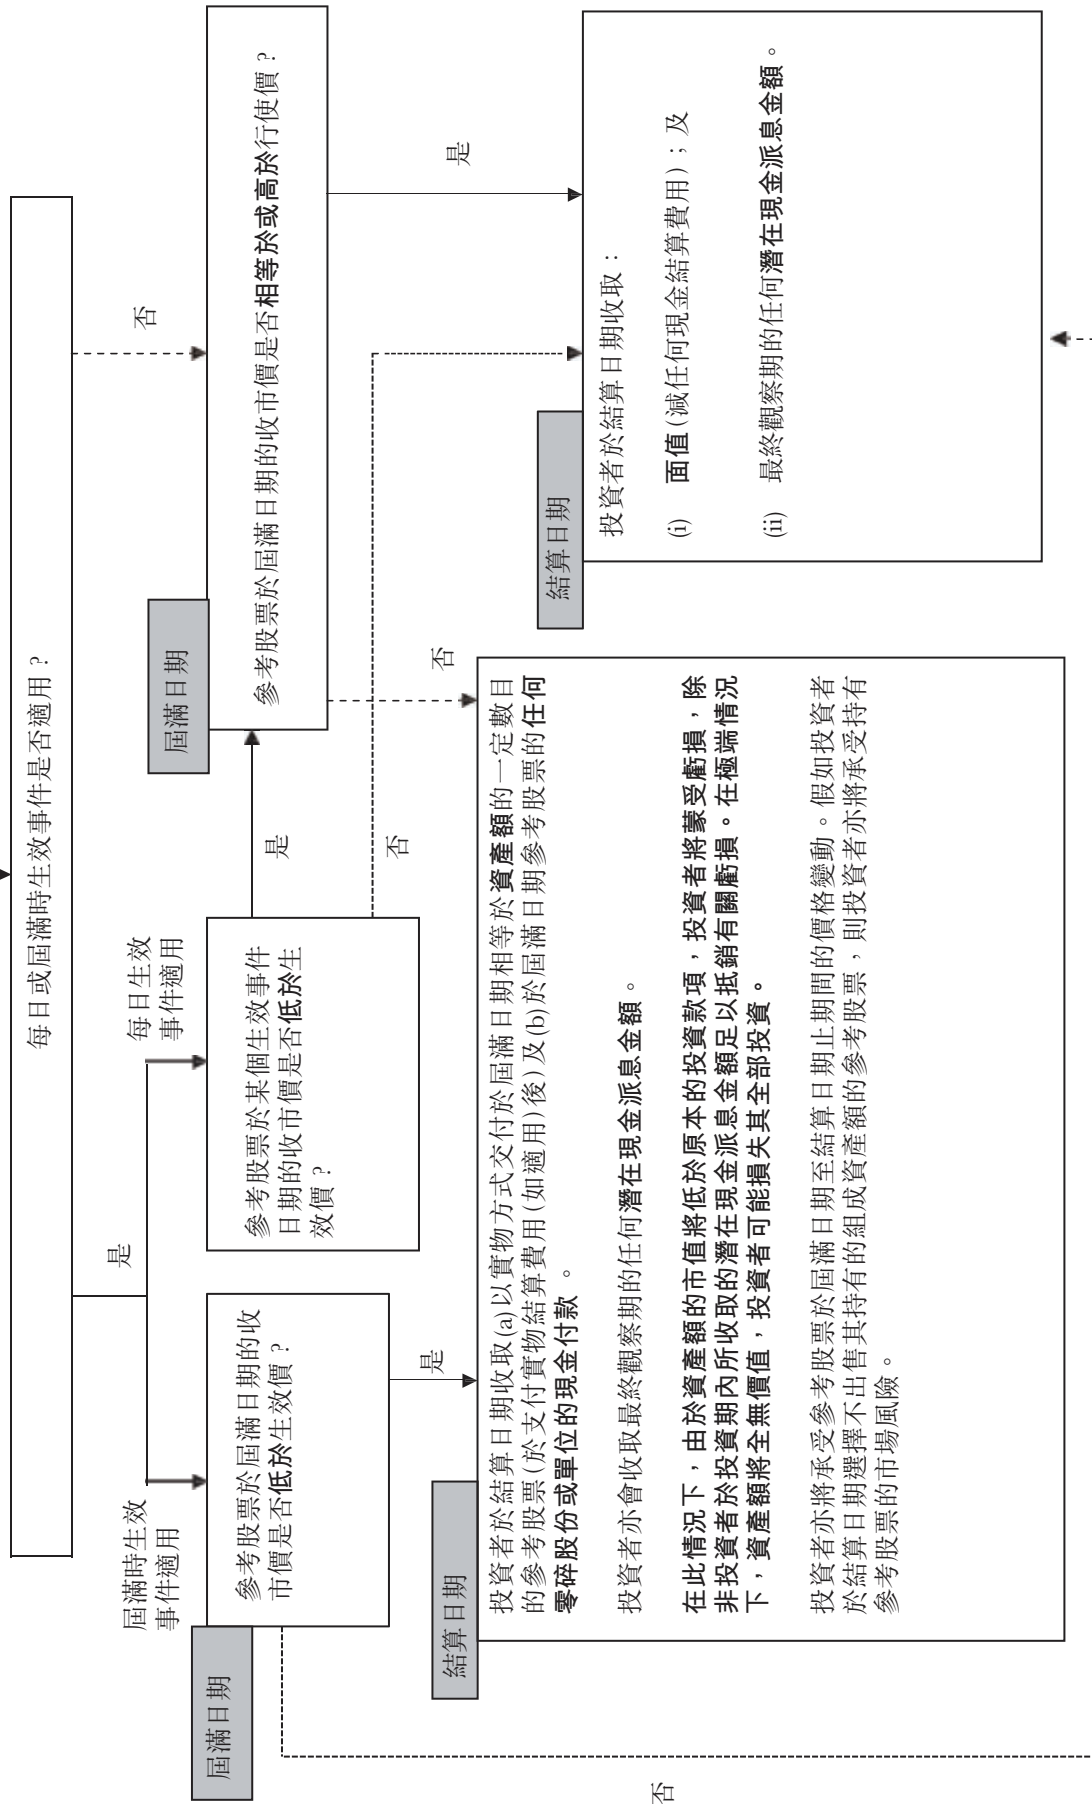 每日或屆滿時生效事件是否適用？
是
否
屆滿時生效
事件適用
每日生效
事件適用
屆滿日期
參考股票於屆滿日期的收
市價是否低於生效價？
參考股票於某個生效事件
日期的收市價是否低於生
效價？
是
否
屆滿日期
參考股票於屆滿日期的收市價是否相等於或高於行使價？
是
否
是
否
結算日期
投資者於結算日期收取(a)以實物方式交付於屆滿日期相等於資產額的一定數目
的參考股票(於支付實物結算費用(如適用)後)及(b)於屆滿日期參考股票的任何
零碎股份或單位的現金付款。
投資者亦會收取最終觀察期的任何潛在現金派息金額。
在此情況下，由於資產額的市值將低於原本的投資款項，投資者將蒙受虧損，除
非投資者於投資期內所收取的潛在現金派息金額足以抵銷有關虧損。在極端情況
下，資產額將全無價值，投資者可能損失其全部投資。
投資者亦將承受參考股票於屆滿日期至結算日期止期間的價格變動。假如投資者
於結算日期選擇不出售其持有的組成資產額的參考股票，則投資者亦將承受持有
參考股票的市場風險。
結算日期
投資者於結算日期收取：
(i) 面值(減任何現金結算費用)；及
(ii) 最終觀察期的任何潛在現金派息金額。